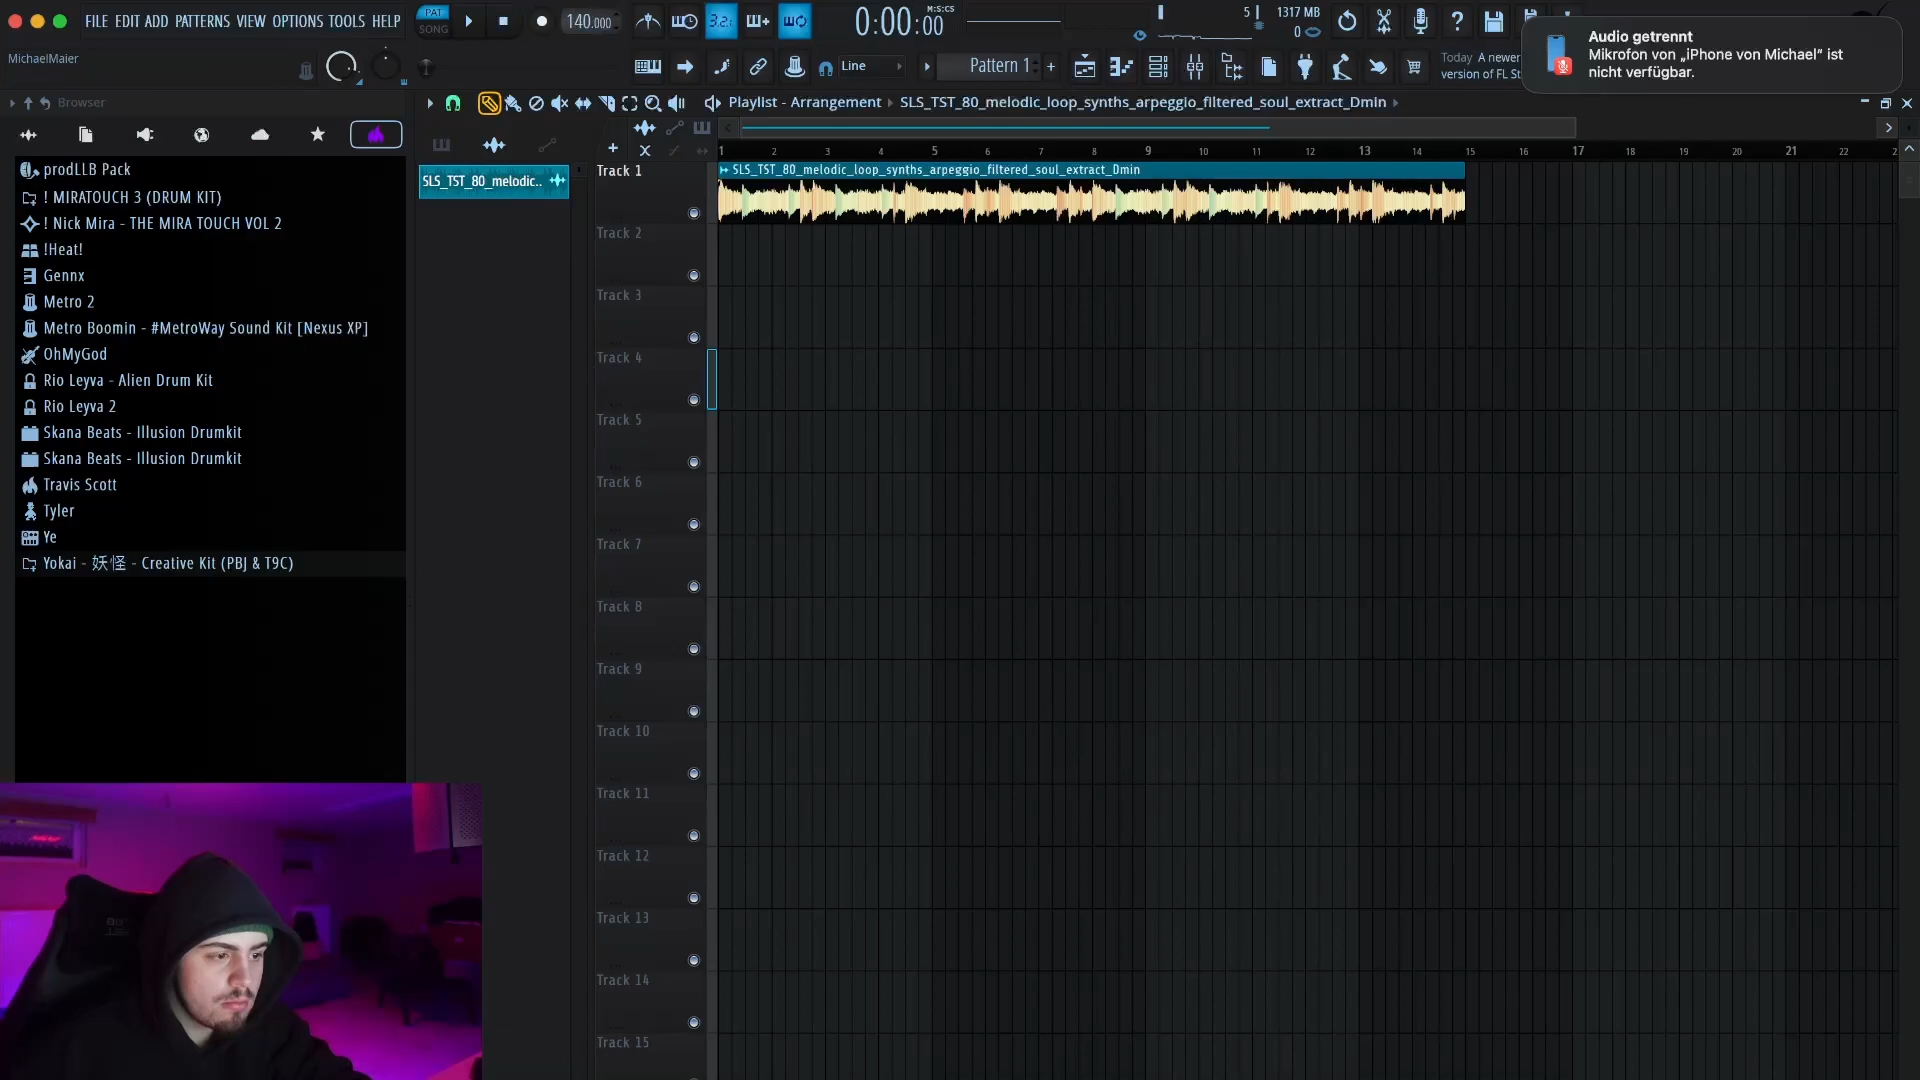 FILE EDIT ADD PATTERNS VIEW OPTIONS TOOLS HELP
PAT
SONG
140.000
3.2:
0:00:00
M:S:CS
5
1317 MB
0
Audio getrennt
Mikrofon von „iPhone von Michael“ ist
nicht verfügbar.
MichaelMaier
Line
Pattern 1
+
Today A newer
version of FL St
Browser
Playlist - Arrangement
SLS_TST_80_melodic_loop_synths_arpeggio_filtered_soul_extract_Dmin
1 2 3 4 5 6 7 8 9 10 11 12 13 14 15 16 17 18 19 20 21 22 2
prodLLB Pack
! MIRATOUCH 3 (DRUM KIT)
! Nick Mira - THE MIRA TOUCH VOL 2
!Heat!
Gennx
Metro 2
Metro Boomin - #MetroWay Sound Kit [Nexus XP]
OhMyGod
Rio Leyva - Alien Drum Kit
Rio Leyva 2
Skana Beats - Illusion Drumkit
Skana Beats - Illusion Drumkit
Travis Scott
Tyler
Ye
Yokai - 妖怪 - Creative Kit (PBJ & T9C)
SLS_TST_80_melodic..
Track 1
SLS_TST_80_melodic_loop_synths_arpeggio_filtered_soul_extract_Dmin
Track 2
Track 3
Track 4
Track 5
Track 6
Track 7
Track 8
Track 9
Track 10
Track 11
Track 12
Track 13
Track 14
Track 15